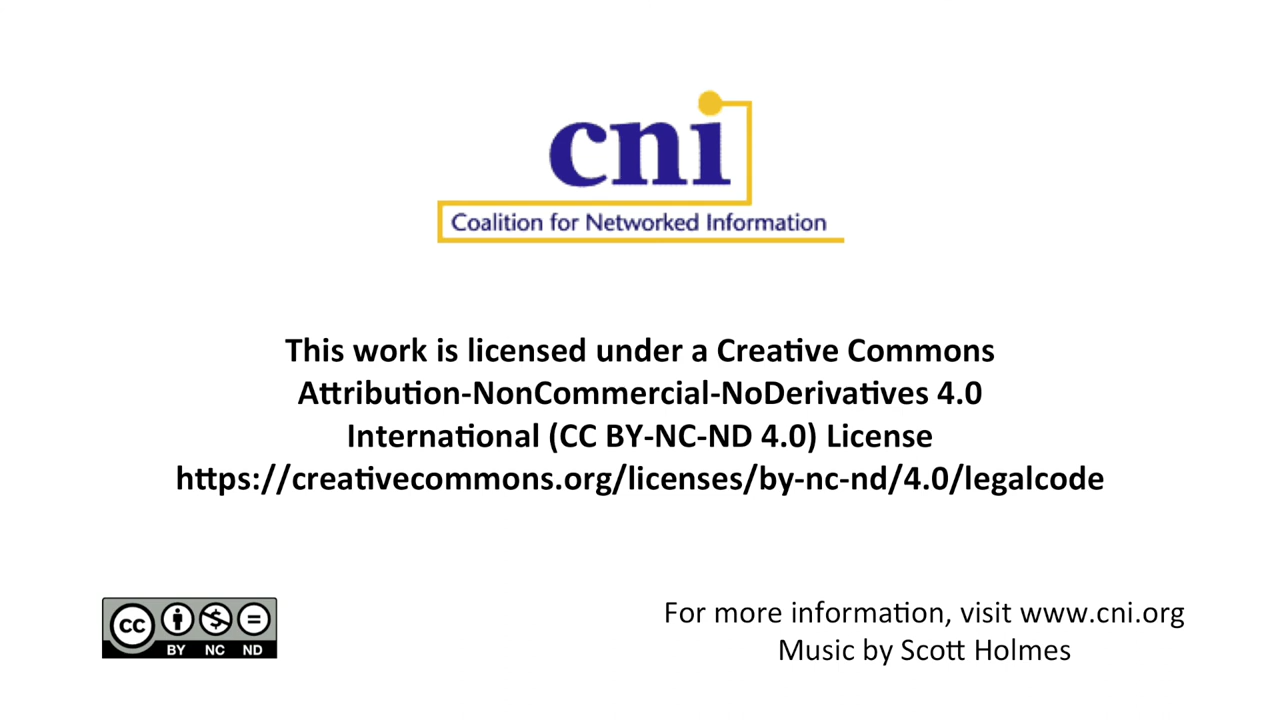 cni
Coalition for Networked Information
This work is licensed under a Creative Commons
Attribution-NonCommercial-NoDerivatives 4.0
International (CC BY-NC-ND 4.0) License
https://creativecommons.org/licenses/by-nc-nd/4.0/legalcode
cc
BY NC ND
For more information, visit www.cni.org
Music by Scott Holmes